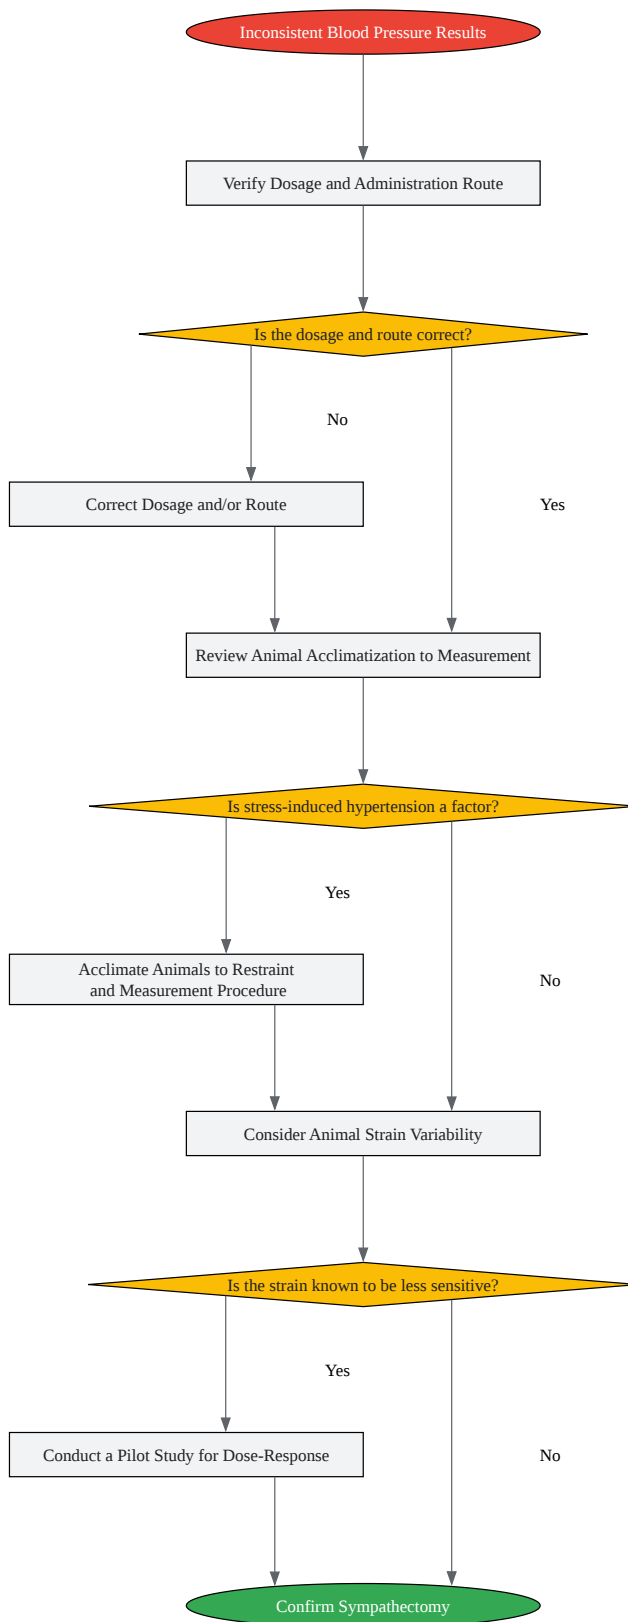 Inconsistent Blood Pressure Results
Verify Dosage and Administration Route
Is the dosage and route correct?
No
Correct Dosage and/or Route
Yes
Review Animal Acclimatization to Measurement
Is stress-induced hypertension a factor?
Yes
Acclimate Animals to Restraint
and Measurement Procedure
No
Consider Animal Strain Variability
Is the strain known to be less sensitive?
Yes
Conduct a Pilot Study for Dose-Response
No
Confirm Sympathectomy